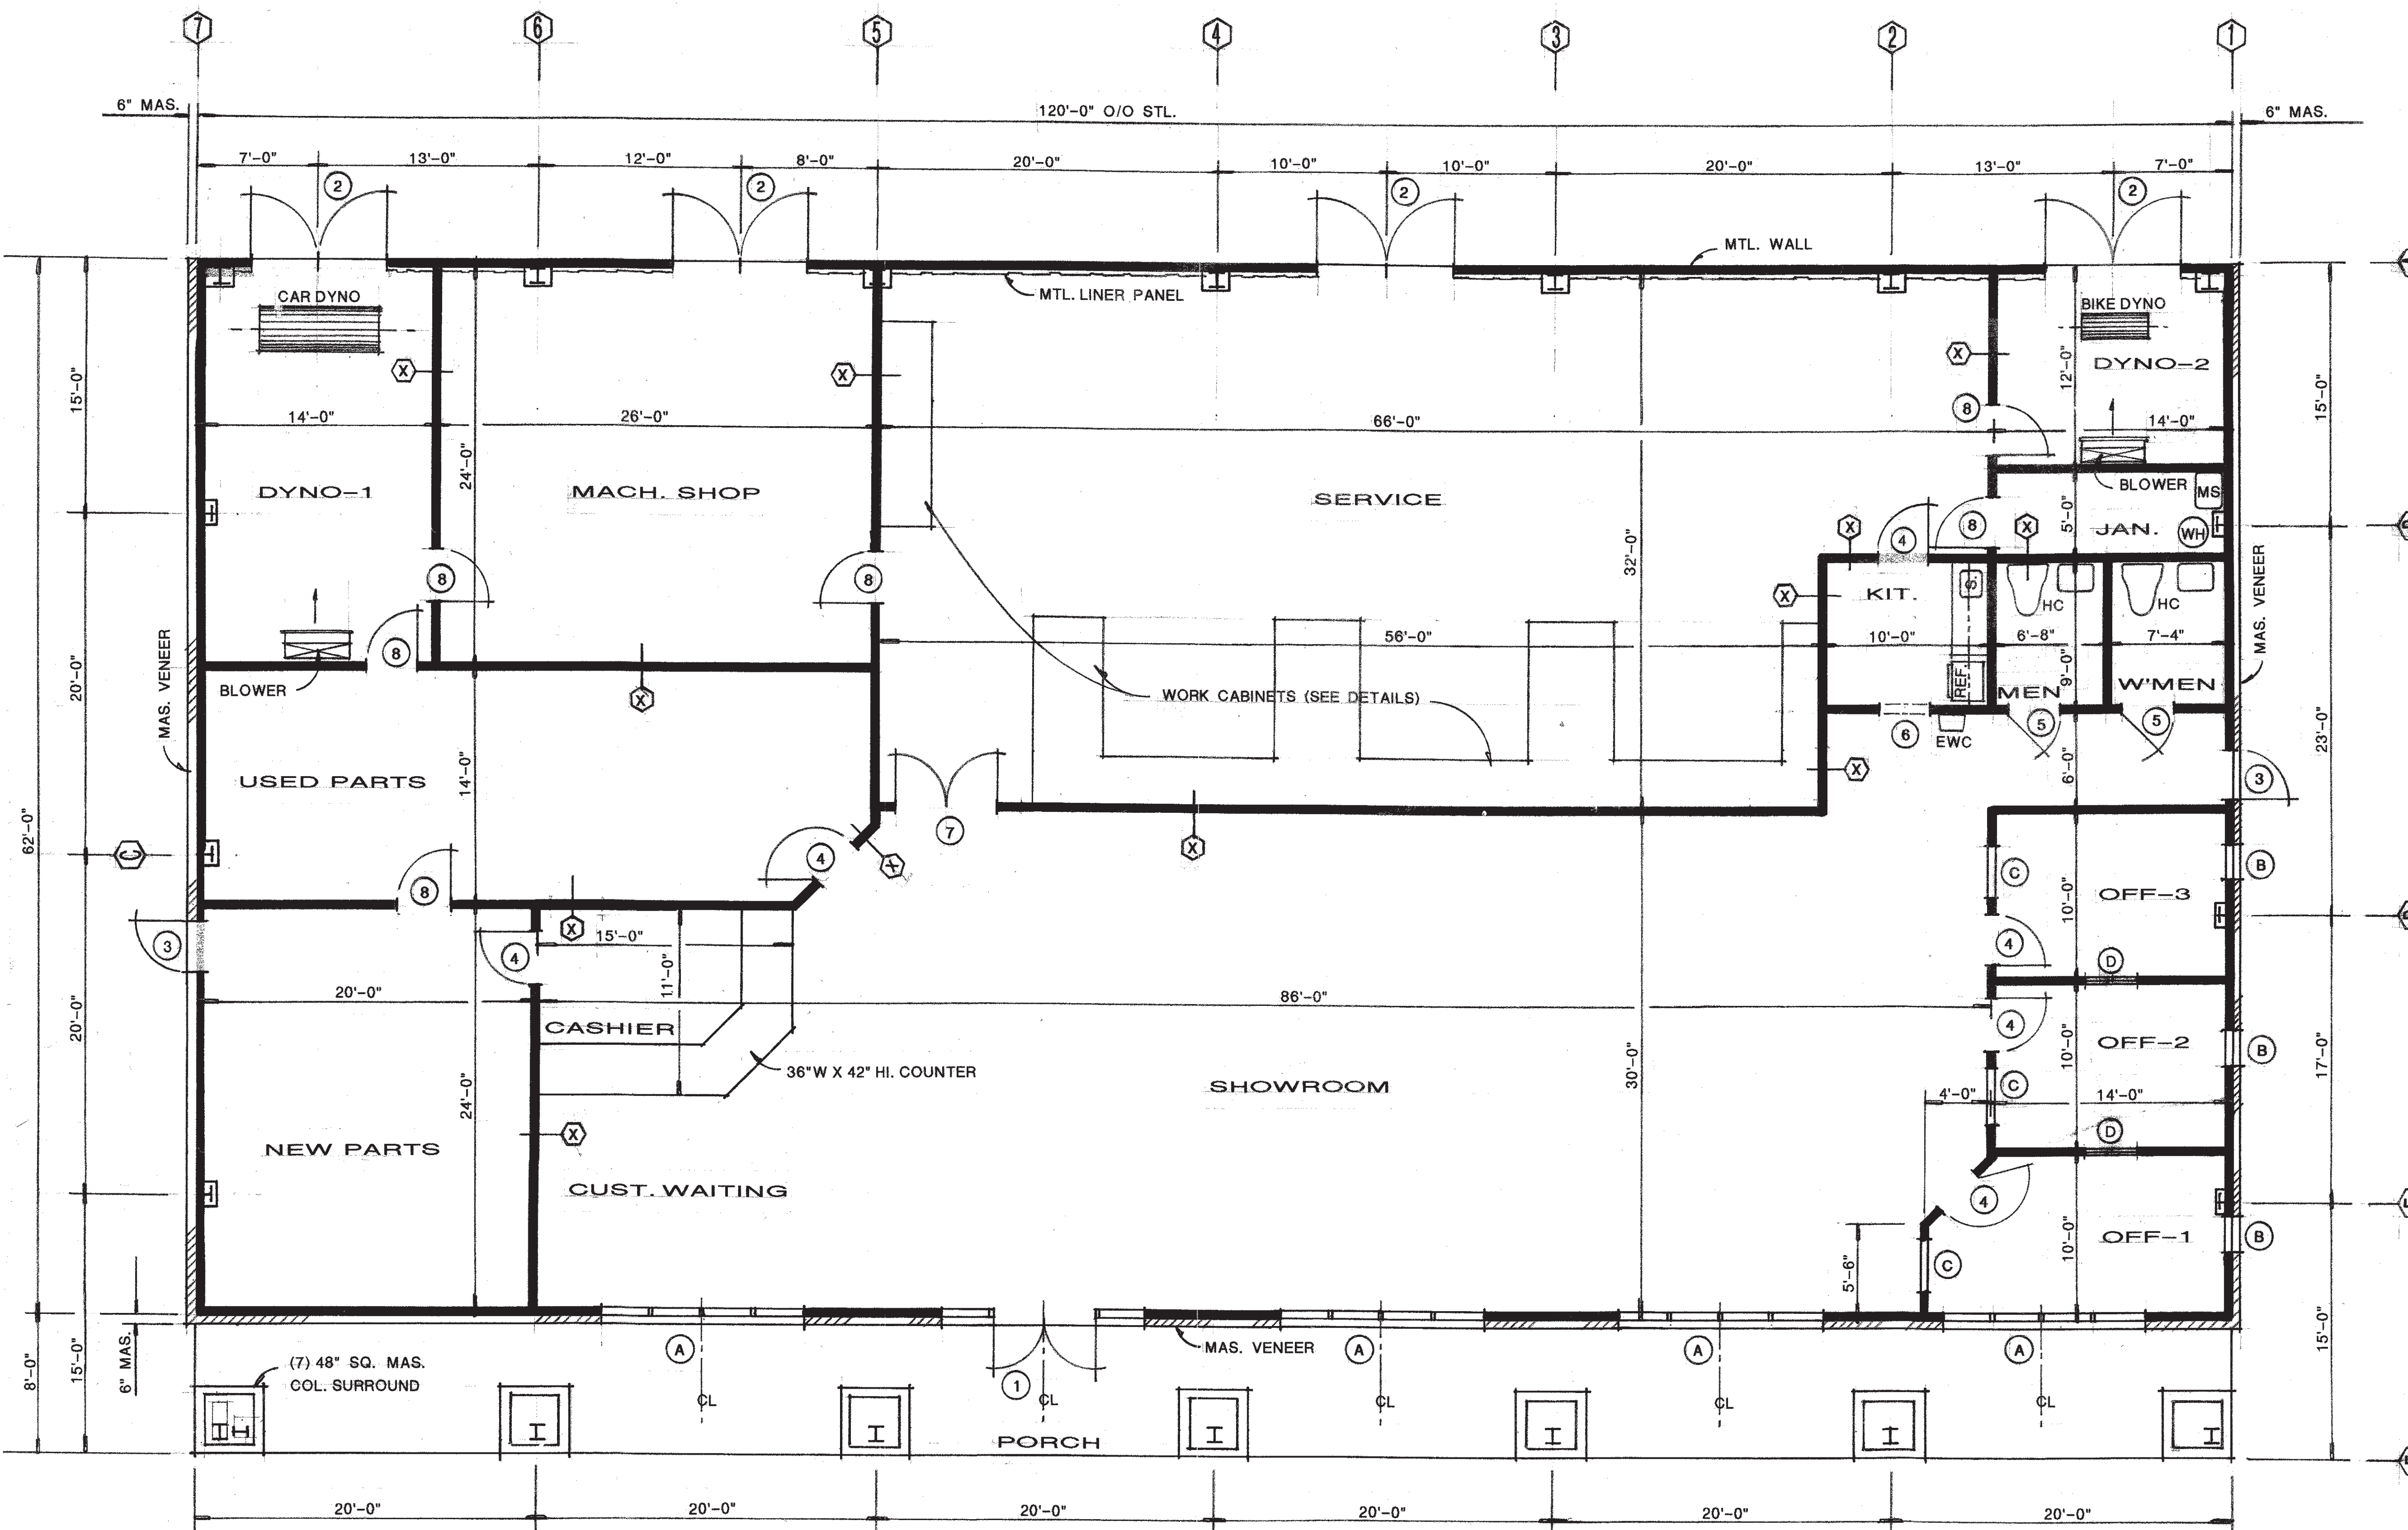 7 6 5 4 3 2 1
6" MAS. 120'-0" O/O STL. 6" MAS.
7'-0" 13'-0" 12'-0" 8'-0" 20'-0" 10'-0" 10'-0" 20'-0" 13'-0" 7'-0"
2 2 2 2
MTL. WALL
MTL. LINER PANEL
CAR DYNO
BIKE DYNO
DYNO-2
X X X
12'-0"
15'-0" 15'-0"
14'-0" 26'-0" 66'-0" 14'-0"
8
24'-0"
DYNO-1 MACH. SHOP SERVICE
BLOWER
MS
JAN.
WH
5'-0"
X 4 8 X
32'-0"
8 8
X
KIT.
S.
HC HC
56'-0" 10'-0" 6'-8" 7'-4"
9'-0"
MAS. VENEER MAS. VENEER
8
BLOWER
X
20'-0"
WORK CABINETS (SEE DETAILS)
REF.
MEN W'MEN
6 EWC 5 5
23'-0"
USED PARTS
14'-0"
X
6'-0"
3
62'-0"
7
X
C
4 X
8
C B
OFF-3
10'-0"
3
X
15'-0"
4
4
D
11'-0"
20'-0" 86'-0"
20'-0"
CASHIER
36"W X 42" HI. COUNTER
SHOWROOM
30'-0"
4
OFF-2
10'-0"
B
C
17'-0"
4'-0" 14'-0"
24'-0"
NEW PARTS
X
D
CUST. WAITING
4
OFF-1
10'-0"
B
5'-6"
C
MAS. VENEER
A A A A
1
8'-0" 15'-0" 6" MAS. 15'-0"
(7) 48" SQ. MAS.
COL. SURROUND
CL CL CL CL CL
PORCH
20'-0" 20'-0" 20'-0" 20'-0" 20'-0" 20'-0"